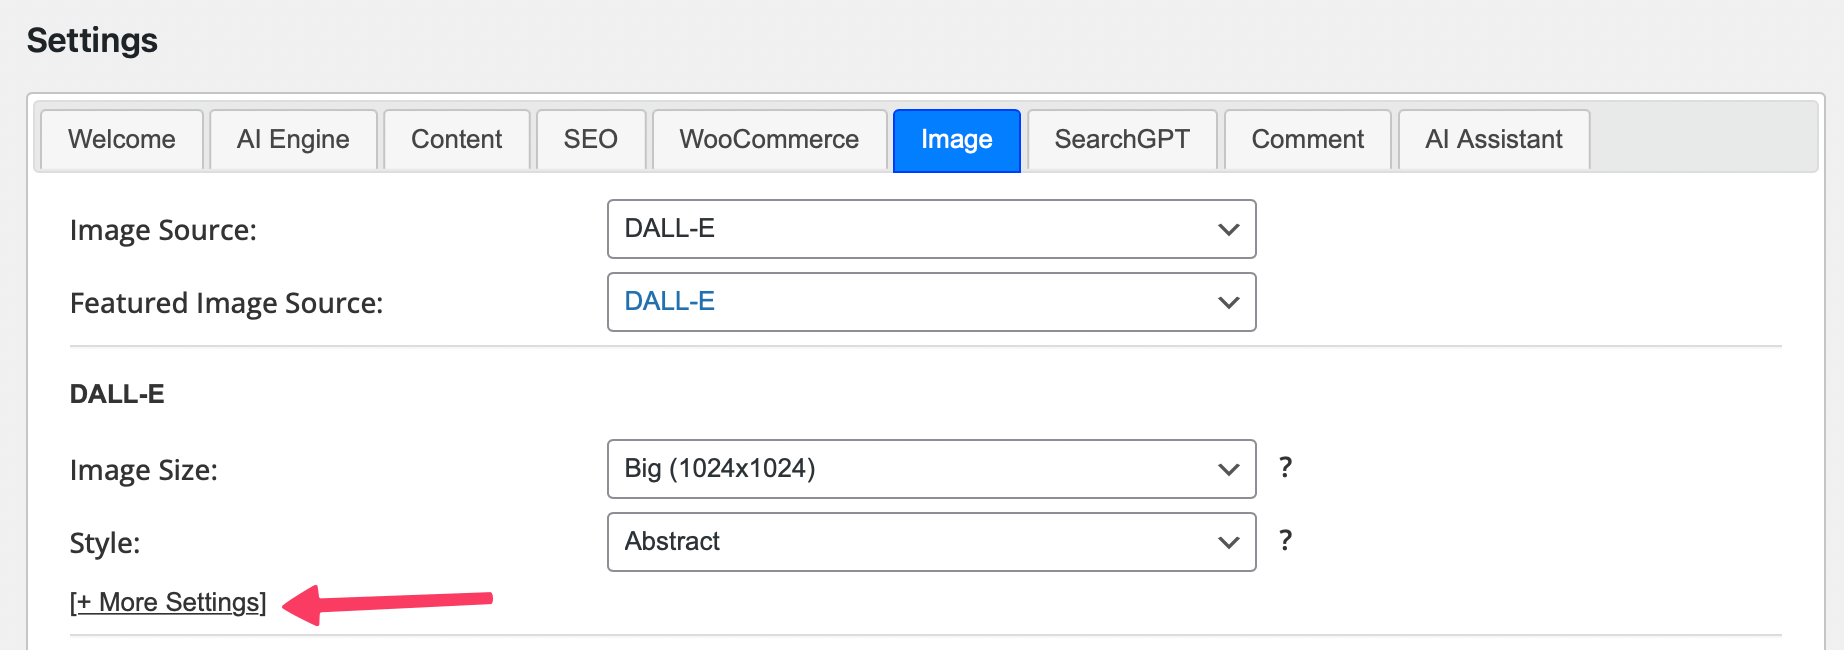 Settings
Welcome AI Engine Content SEO WooCommerce Image SearchGPT Comment AI Assistant
Image Source: DALL-E
Featured Image Source: DALL-E
DALL-E
Image Size: Big (1024x1024) ?
Style: Abstract ?
[+ More Settings]